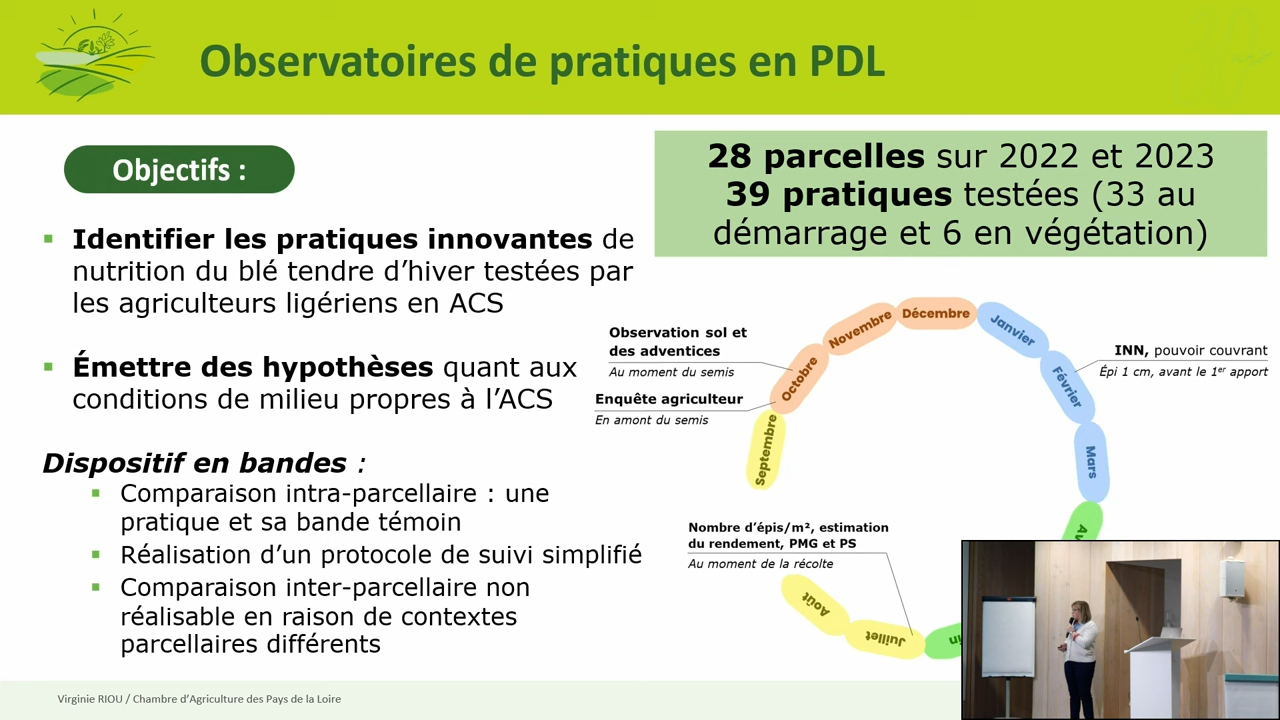 Observatoires de pratiques en PDL
Objectifs :
Identifier les pratiques innovantes de
nutrition du blé tendre d'hiver testées par
les agriculteurs ligériens en ACS
Émettre des hypothèses quant aux
conditions de milieu propres à l'ACS
Dispositif en bandes :
Comparaison intra-parcellaire : une
pratique et sa bande témoin
Réalisation d'un protocole de suivi simplifié
Comparaison inter-parcellaire non
réalisable en raison de contextes
parcellaires différents
28 parcelles sur 2022 et 2023
39 pratiques testées (33 au
démarrage et 6 en végétation)
Observation sol et
des adventices
Au moment du semis
Enquête agriculteur
En amont du semis
Septembre
Octobre
Novembre
Décembre
Janvier
Février
Mars
Av
INN, pouvoir couvrant
Épi 1 cm, avant le 1er apport
Nombre d'épis/m², estimation
du rendement, PMG et PS
Au moment de la récolte
Août
Juillet
in
Virginie RIOU / Chambre d'Agriculture des Pays de la Loire